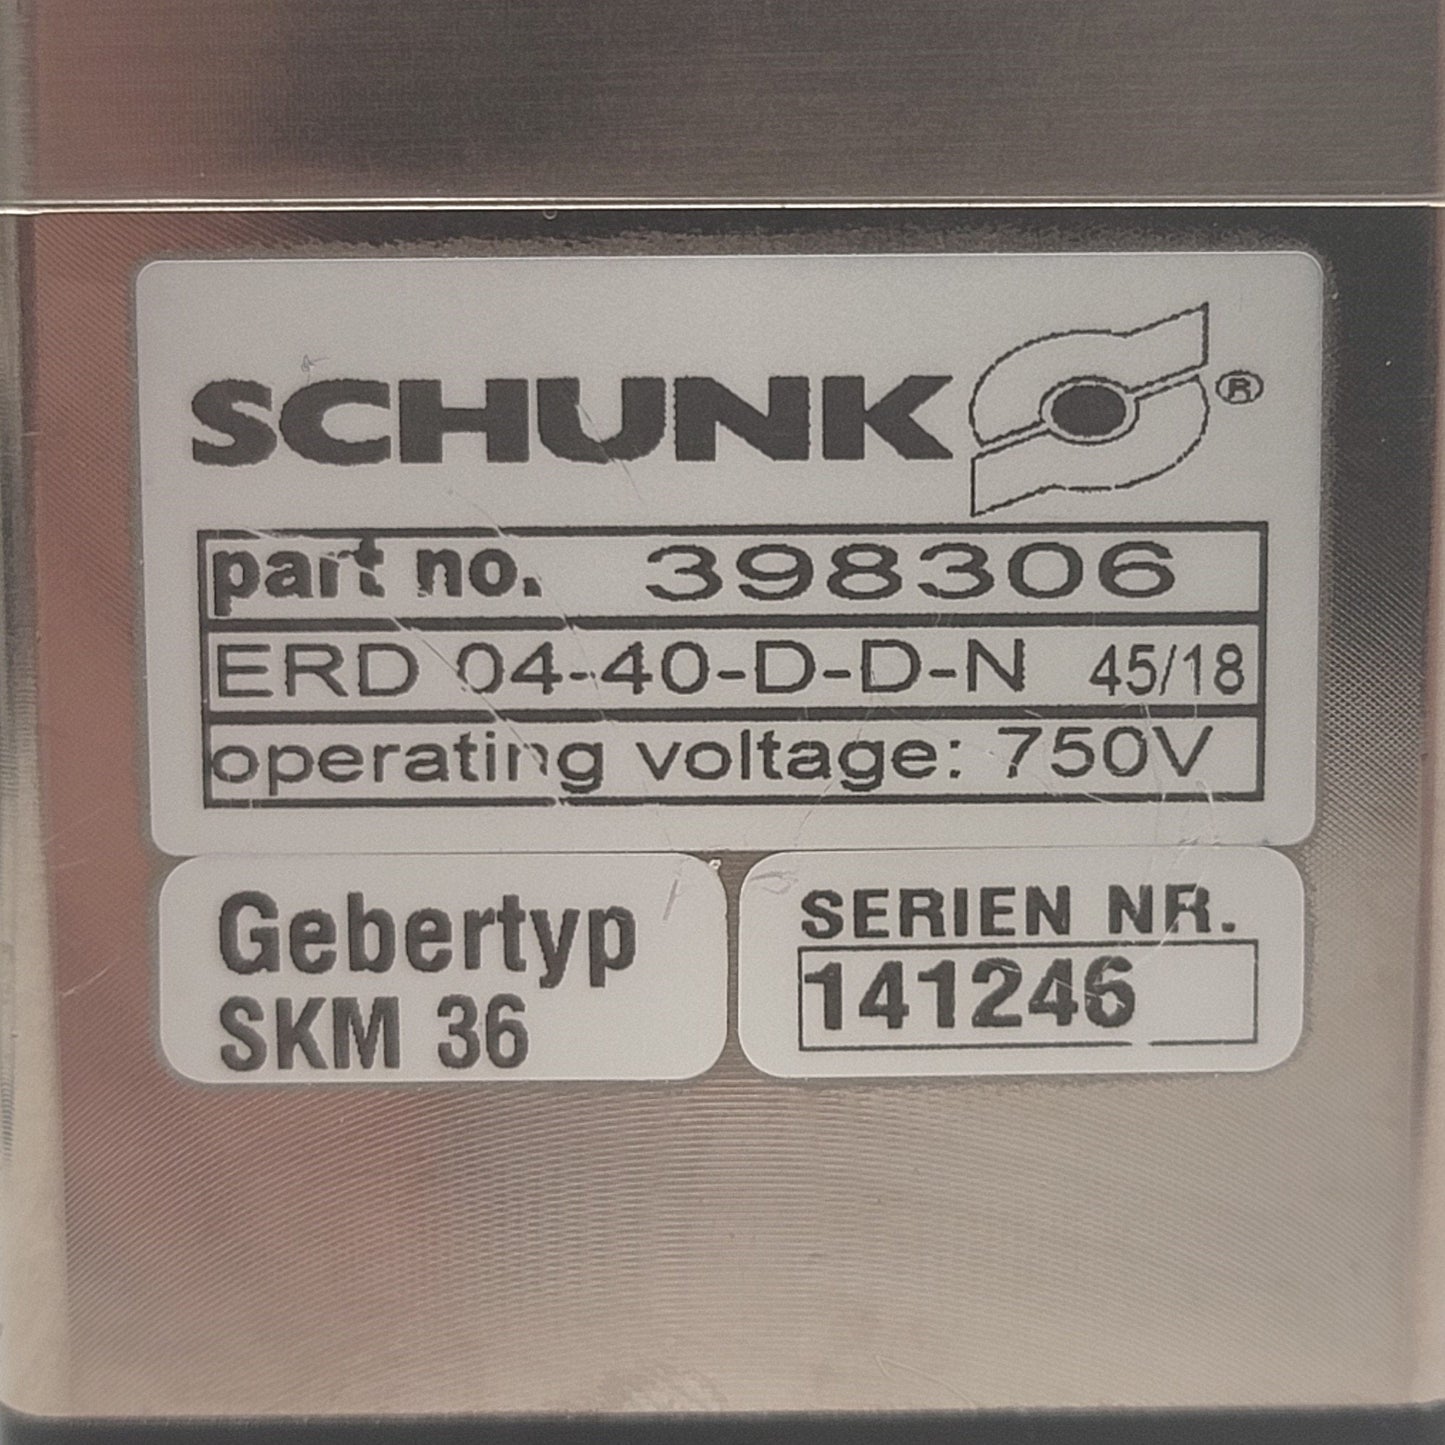 SCHUNK ®
part no. 398306
ERD 04-40-D-D-N 45/18
operating voltage: 750V
Gebertyp
SKM 36
SERIEN NR.
141246